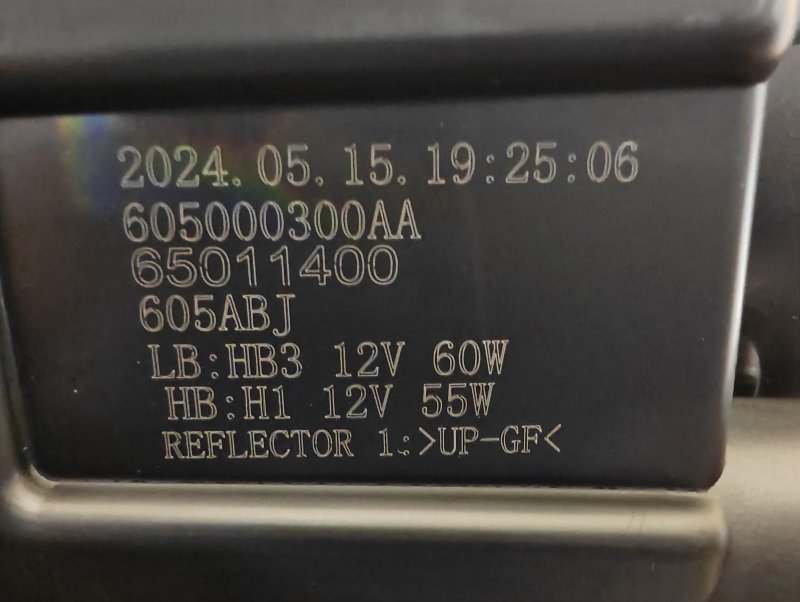 2024.05.15.19:25:06
605000300AA
65011400
605ABJ
LB:HB3 12V 60W
HB:H1 12V 55W
REFLECTOR 1:>UP-GF<